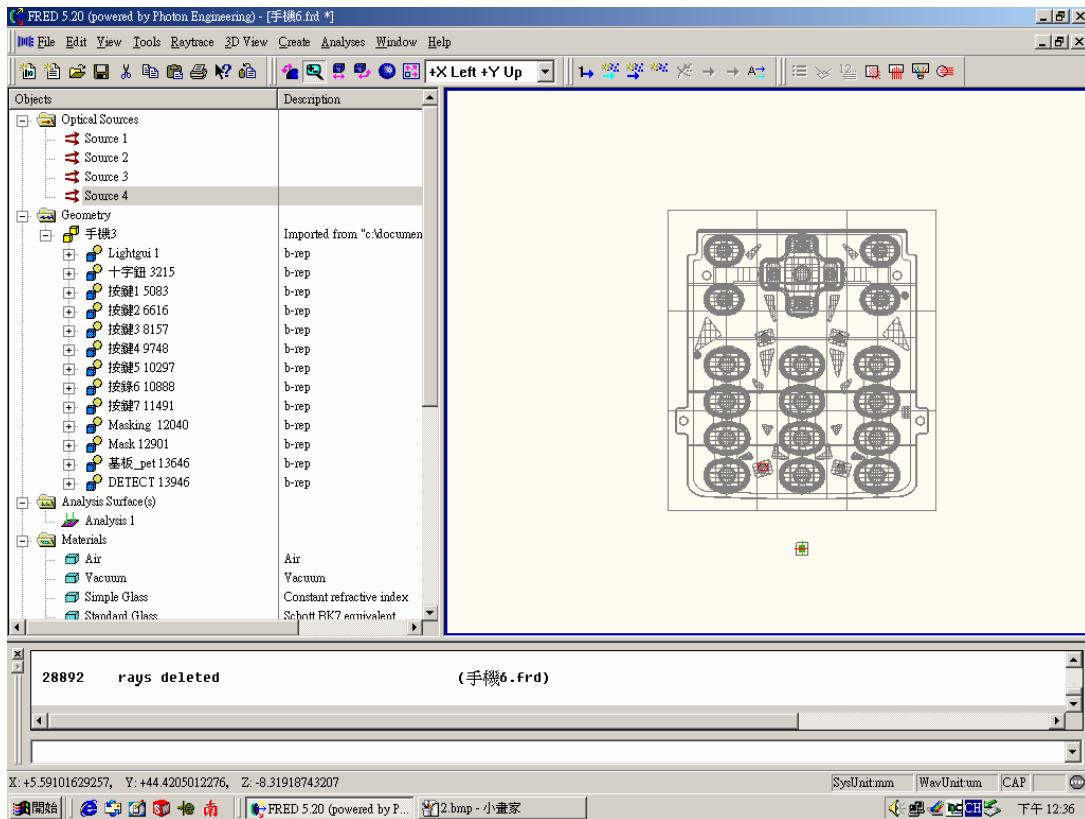 FRED 5.20 (powered by Photon Engineering) - [手機6.frd *]
File Edit View Tools Raytrace 3D View Create Analyses Window Help
+X Left +Y Up
Objects Description
Optical Sources
Source 1
Source 2
Source 3
Source 4
Geometry
手機3 Imported from "c:\documen
Lightgui 1 b-rep
十字鈕 3215 b-rep
按鍵1 5083 b-rep
按鍵2 6616 b-rep
按鍵3 8157 b-rep
按鍵4 9748 b-rep
按鍵5 10297 b-rep
按鋒6 10888 b-rep
按鍵7 11491 b-rep
Masking 12040 b-rep
Mask 12901 b-rep
基板_pet 13646 b-rep
DETECT 13946 b-rep
Analysis Surface(s)
Analysis 1
Materials
Air Air
Vacuum Vacuum
Simple Glass Constant refractive index
Standard Glass Schott BK7 equivalent
28892 rays deleted (手機6.frd)
X: +5.59101629257, Y: +44.4205012276, Z: -8.31918743207 SysUnit:mm WavUnit:um CAP
開始 南 FRED 5.20 (powered by P... 2.bmp - 小畫家 CH 下午 12:36